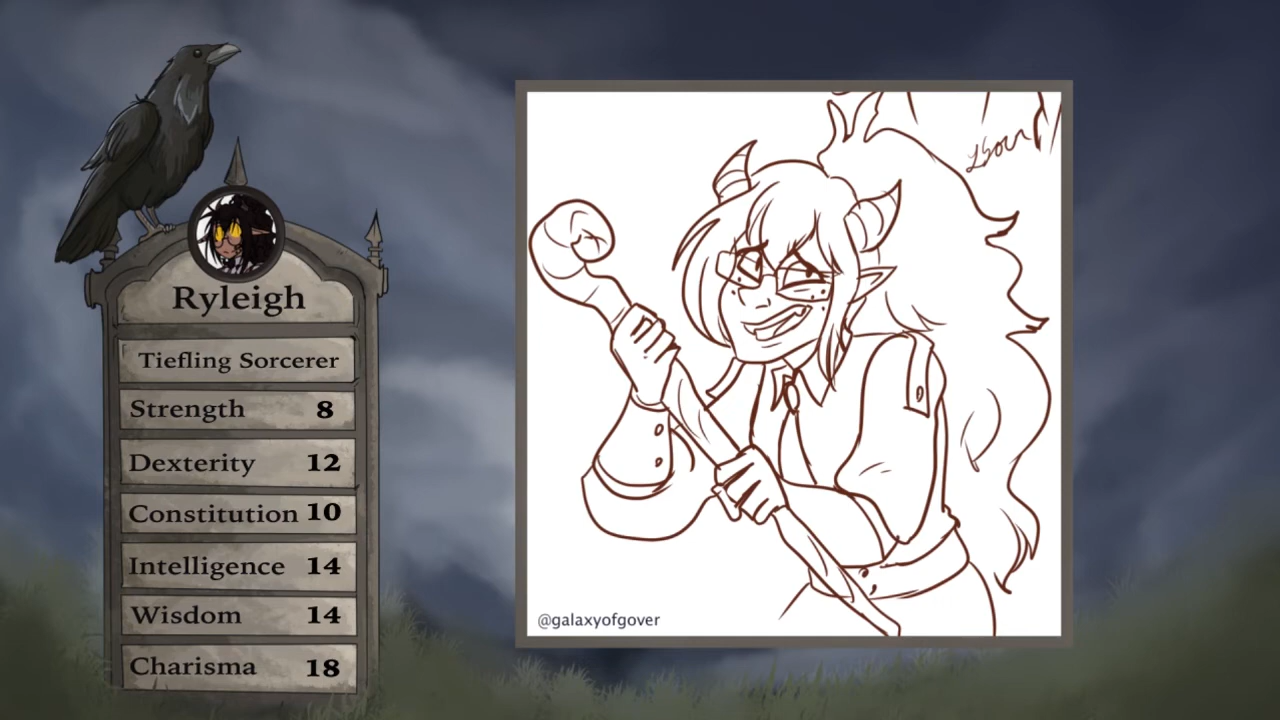 Ryleigh
Tiefling Sorcerer
Strength 8
Dexterity 12
Constitution 10
Intelligence 14
Wisdom 14
Charisma 18
@galaxyofgover